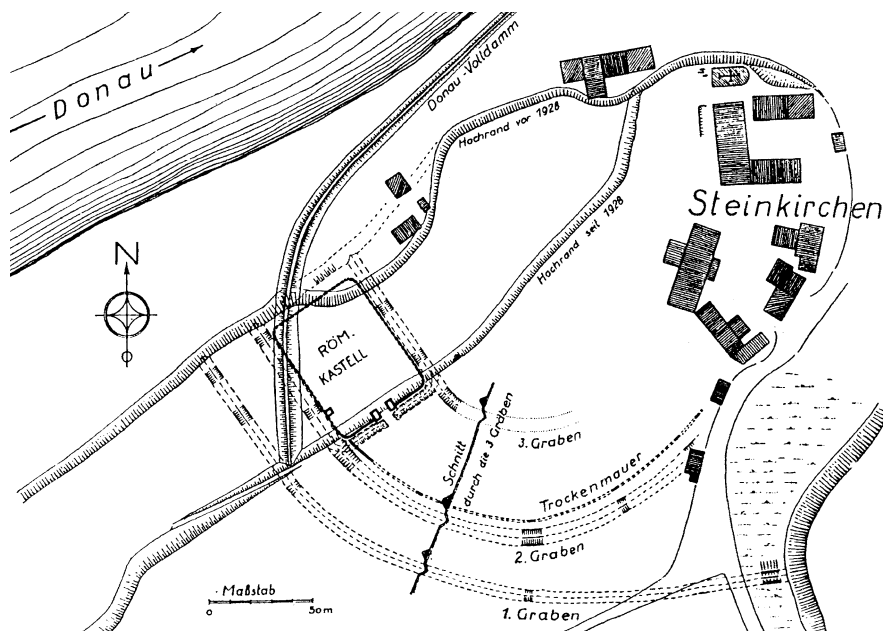 Donau
Donau-Volldamm
Hochrand vor 1928
Steinkirchen
Hochrand seit 1928
N
O
RÖM.
KASTELL
3. Graben
Schnitt
durch die 3 Gräben
Trockenmauer
2. Graben
Maßstab
0 50m
1. Graben